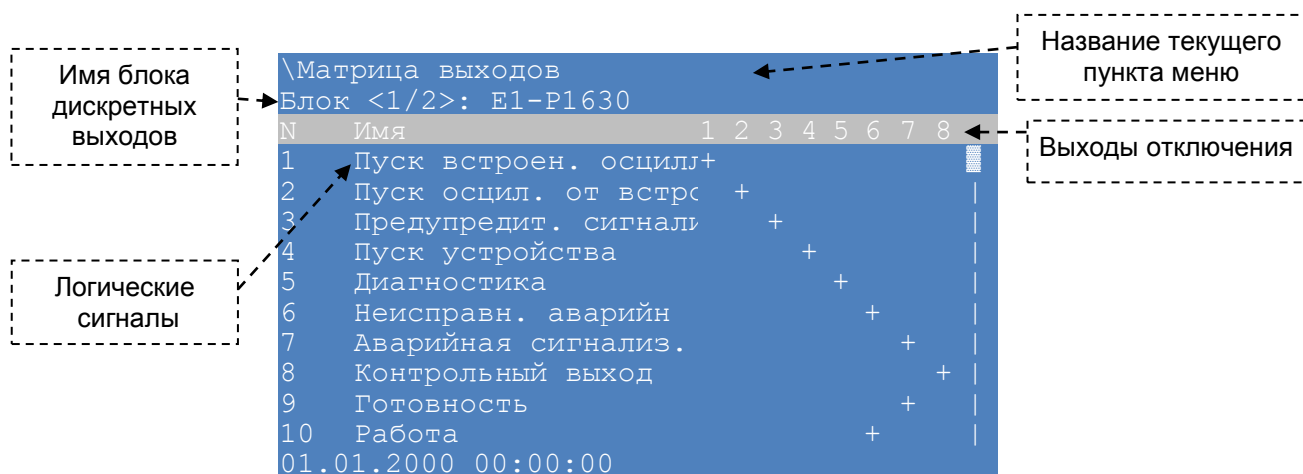 Название текущего
пункта меню
Имя блока
дискретных
выходов
\Матрица выходов
Блок <1/2>: E1-P1630
N Имя 1 2 3 4 5 6 7 8
Выходы отключения
1 Пуск встроен. осцилл+
2 Пуск осцил. от встро +
3 Предупредит. сигнали +
4 Пуск устройства +
5 Диагностика +
6 Неисправн. аварийн +
7 Аварийная сигнализ. +
8 Контрольный выход +
9 Готовность +
10 Работа +
Логические
сигналы
01.01.2000 00:00:00